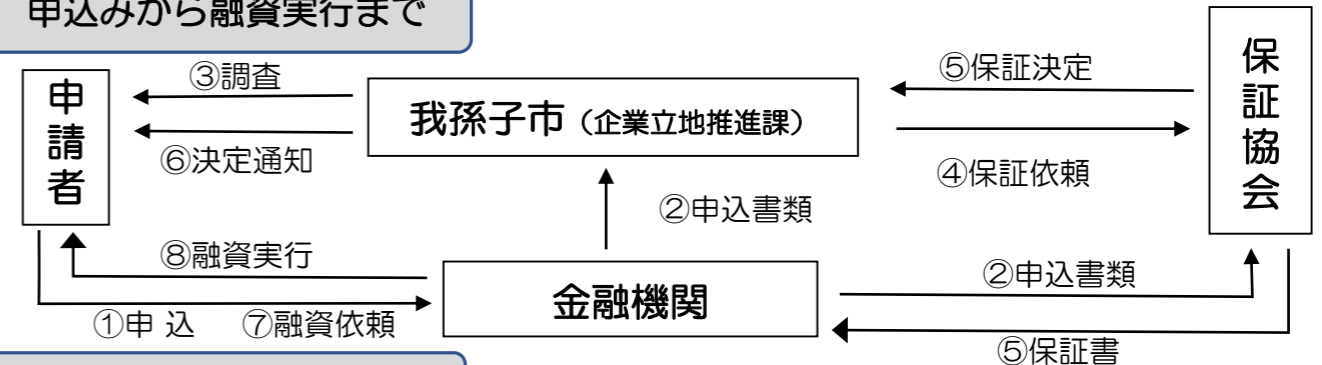 申込みから融資実行まで
申請者
③調査
⑥決定通知
我孫子市（企業立地推進課）
⑤保証決定
④保証依頼
保証協会
②申込書類
⑧融資実行
①申 込
⑦融資依頼
金融機関
②申込書類
⑤保証書